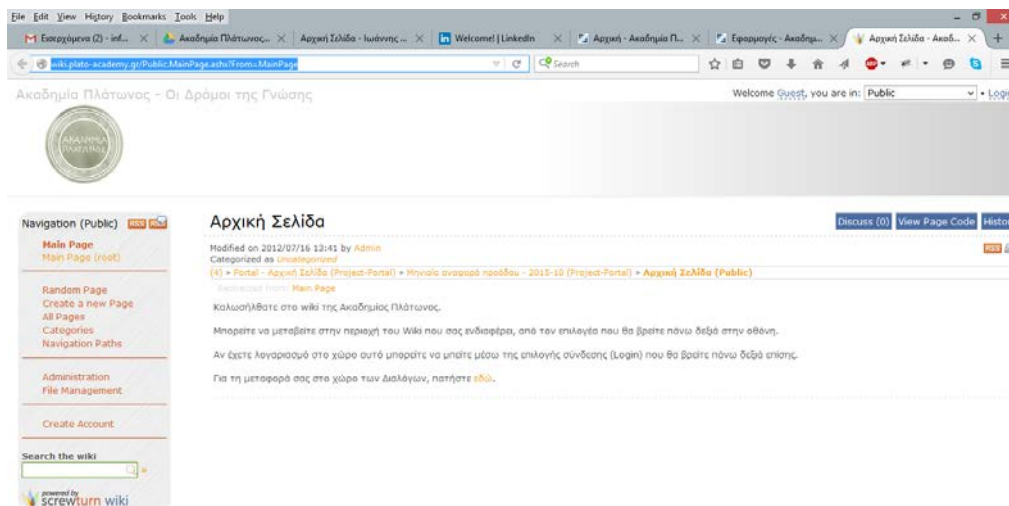 File Edit View History Bookmarks Tools Help
Εισερχόμενα (2) - inf... × Ακαδημία Πλάτωνος... × Αρχική Σελίδα - Ιωάννης ... × Welcome! | LinkedIn × Αρχική - Ακαδημία Π... × Εφαρμογές - Ακαδημ... × Αρχική Σελίδα - Ακαδ... × +
wiki.plato-academy.gr/Public.MainPage.ashx?From=MainPage Search
Ακαδημία Πλάτωνος - Οι Δρόμοι της Γνώσης
Welcome Guest, you are in: Public • Login
ΑΚΑΔΗΜΙΑ
ΠΛΑΤΩΝΟΣ
Navigation (Public) RSS RSS
Main Page
Main Page (root)
Random Page
Create a new Page
All Pages
Categories
Navigation Paths
Administration
File Management
Create Account
Search the wiki
powered by
screwturn wiki
Αρχική Σελίδα
Discuss (0) View Page Code Histo
Modified on 2012/07/16 13:41 by Admin
RSS
Categorized as Uncategorized
(4) » Portal - Αρχική Σελίδα (Project-Portal) » Μηνιαία αναφορά προόδου - 2015-10 (Project-Portal) » Αρχική Σελίδα (Public)
Redirected from: Main Page
Καλωσήλθατε στο wiki της Ακαδημίας Πλάτωνος.
Μπορείτε να μεταβείτε στην περιοχή του Wiki που σας ενδιαφέρει, από τον επιλογέα που θα βρείτε πάνω δεξιά στην οθόνη.
Αν έχετε λογαριασμό στο χώρο αυτό μπορείτε να μπείτε μέσω της επιλογής σύνδεσης (Login) που θα βρείτε πάνω δεξιά επίσης.
Για τη μεταφορά σας στο χώρο των Διαλόγων, πατήστε εδώ.